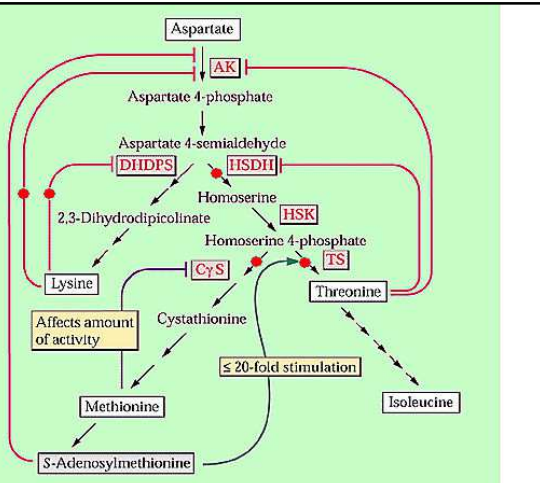 Aspartate
AK
Aspartate 4-phosphate
Aspartate 4-semialdehyde
DHDPS
HSDH
Homoserine
2,3-Dihydrodipicolinate
HSK
Homoserine 4-phosphate
CγS
TS
Lysine
Threonine
Affects amount
of activity
Cystathionine
≤ 20-fold stimulation
Methionine
Isoleucine
S-Adenosylmethionine